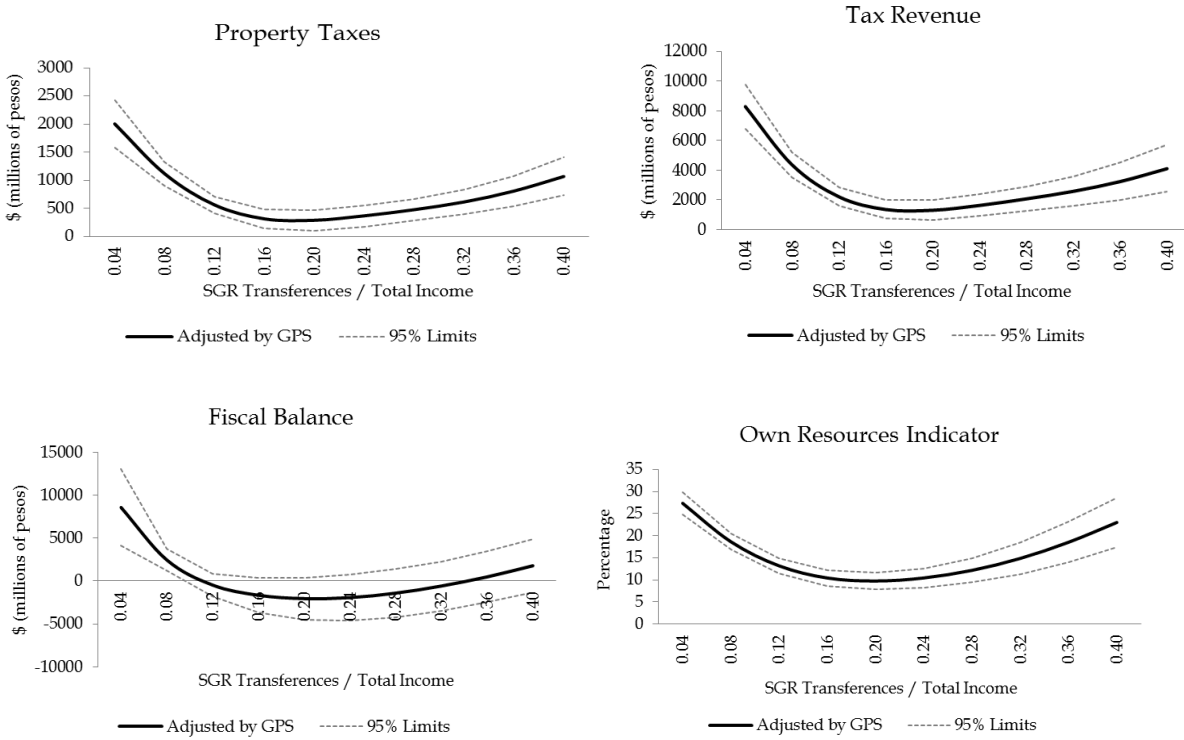 Property Taxes
$ (millions of pesos)
3000
2500
2000
1500
1000
500
0
0.04 0.08 0.12 0.16 0.20 0.24 0.28 0.32 0.36 0.40
SGR Transferences / Total Income
Adjusted by GPS 95% Limits
Tax Revenue
$ (millions of pesos)
12000
10000
8000
6000
4000
2000
0
0.04 0.08 0.12 0.16 0.20 0.24 0.28 0.32 0.36 0.40
SGR Transferences / Total Income
Adjusted by GPS 95% Limits
Fiscal Balance
$ (millions of pesos)
15000
10000
5000
0
-5000
-10000
0.04 0.08 0.12 0.16 0.20 0.24 0.28 0.32 0.36 0.40
SGR Transferences / Total Income
Adjusted by GPS 95% Limits
Own Resources Indicator
Percentage
35
30
25
20
15
10
5
0
0.04 0.08 0.12 0.16 0.20 0.24 0.28 0.32 0.36 0.40
SGR Transferences / Total Income
Adjusted by GPS 95% Limits